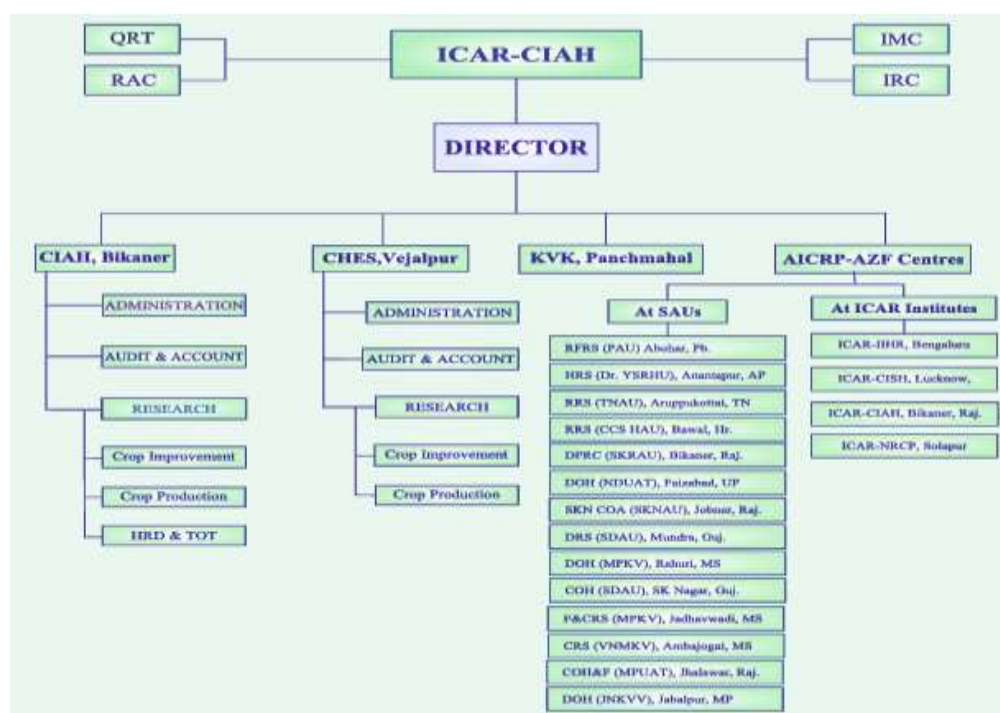 QRT
RAC
ICAR-CIAH
IMC
IRC
DIRECTOR
CIAH, Bikaner
ADMINISTRATION
AUDIT & ACCOUNT
RESEARCH
Crop Improvement
Crop Production
HRD & TOT
CHES,Vejalpur
ADMINISTRATION
AUDIT & ACCOUNT
RESEARCH
Crop Improvement
Crop Production
KVK, Panchmahal
AICRP-AZF Centres
At SAUs
RFRS (PAU) Abohar, Pb.
HRS (Dr. YSRHU), Anantapur, AP
RRS (TNAU), Aruppukottai, TN
RRS (CCS HAU), Bawal, Hr.
DPRC (SKRAU), Bikaner, Raj.
DOH (NDUAT), Faizabad, UP
SKN COA (SKNAU), Jobner, Raj.
DRS (SDAU), Mundra, Guj.
DOH (MPKV), Rahuri, MS
COH (SDAU), SK Nagar, Guj.
F&CRS (MPKV), Jadhavwadi, MS
CRS (VNMKV), Ambajogai, MS
COH&F (MPUAT), Jhalawar, Raj.
DOH (JNKVV), Jabalpur, MP
At ICAR Institutes
ICAR-IIHR, Bengaluru
ICAR-CISH, Lucknow,
ICAR-CIAH, Bikaner, Raj.
ICAR-NRCP, Solapur